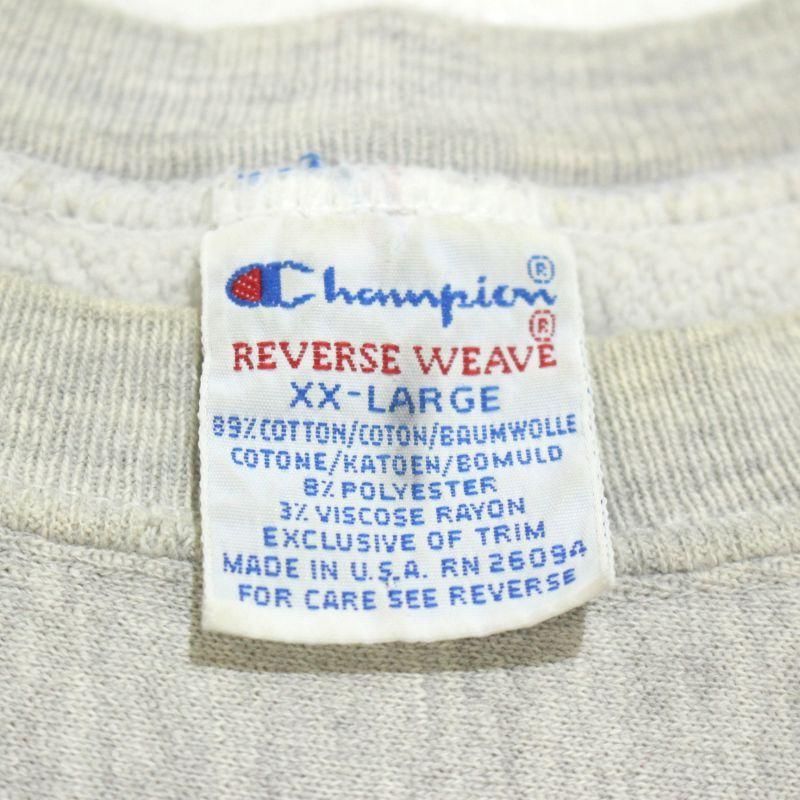 Champion®
REVERSE WEAVE®
XX-LARGE
89% COTTON/COTON/BAUMWOLLE
COTONE/KATOEN/BOMULD
8% POLYESTER
3% VISCOSE RAYON
EXCLUSIVE OF TRIM
MADE IN U.S.A. RN 26094
FOR CARE SEE REVERSE